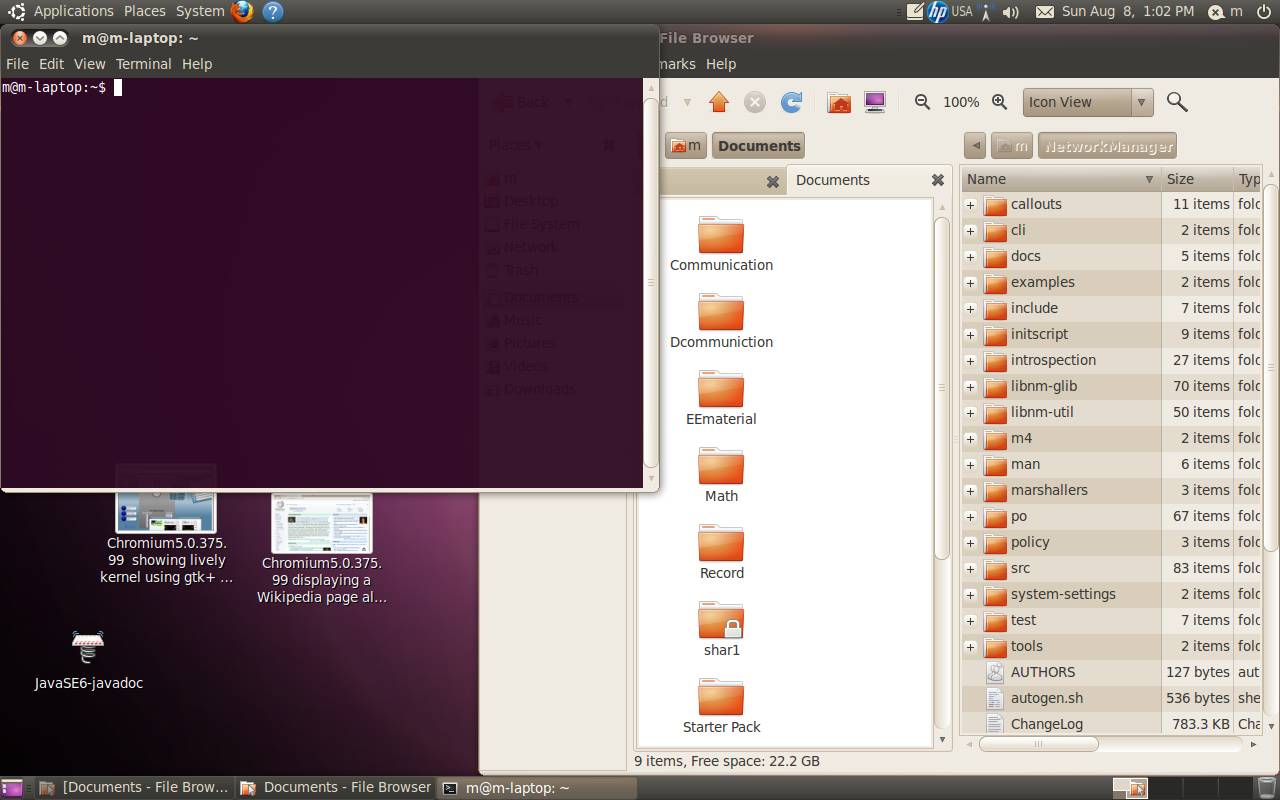 Applications Places System
USA
Sun Aug 8, 1:02 PM
m
m@m-laptop: ~
File Browser
File Edit View Terminal Help
marks Help
m@m-laptop:~$
Back
d
100%
Icon View
Places
m
Documents
m
NetworkManager
Documents
m
Desktop
File System
Network
Trash
Documents
Music
Pictures
Videos
Downloads
Communication
Dcommuniction
EEmaterial
Math
Record
shar1
Starter Pack
Name Size Typ
callouts 11 items fold
cli 2 items fold
docs 5 items fold
examples 2 items fold
include 7 items fold
initscript 9 items fold
introspection 27 items fold
libnm-glib 70 items fold
libnm-util 50 items fold
m4 2 items fold
man 6 items fold
marshallers 3 items fold
po 67 items fold
policy 3 items fold
src 83 items fold
system-settings 2 items fold
test 7 items fold
tools 2 items fold
AUTHORS 127 bytes aut
autogen.sh 536 bytes she
ChangeLog 783.3 KB Cha
Chromium5.0.375.
99 showing lively
kernel using gtk+ ...
Chromium5.0.375.
99 displaying a
Wikipedia page al...
JavaSE6-javadoc
9 items, Free space: 22.2 GB
[Documents - File Brow...
Documents - File Browser
m@m-laptop: ~